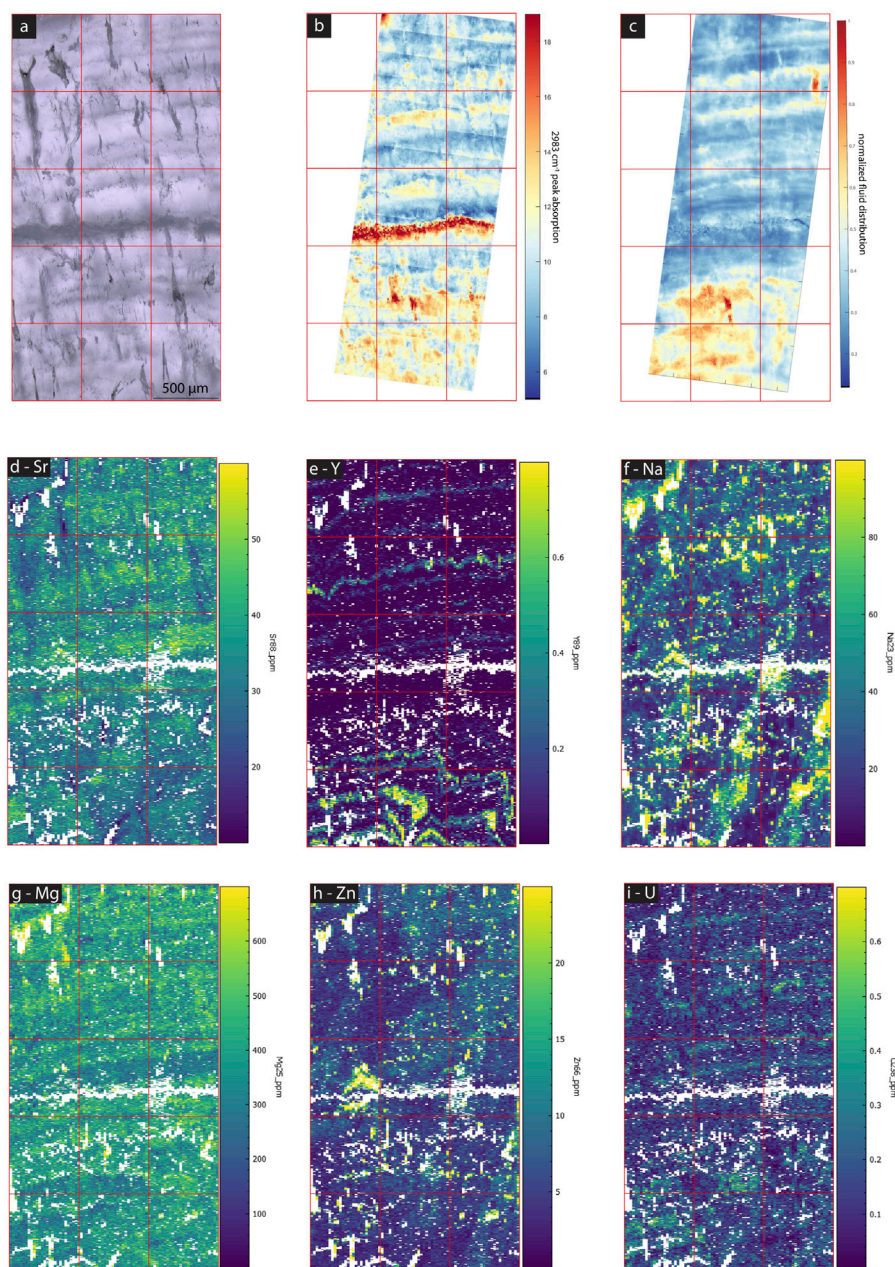 a
500 µm
b
18
16
14
12
10
8
6
2983 cm⁻¹ peak absorption
c
1
0.9
0.8
0.7
0.6
0.5
0.4
0.3
0.2
normalized fluid distribution
d - Sr
50
40
30
20
Sr88_ppm
e - Y
0.6
0.4
0.2
Y89_ppm
f - Na
80
60
40
20
Na23_ppm
g - Mg
600
500
400
300
200
100
Mg25_ppm
h - Zn
20
15
10
5
Zn66_ppm
i - U
0.6
0.5
0.4
0.3
0.2
0.1